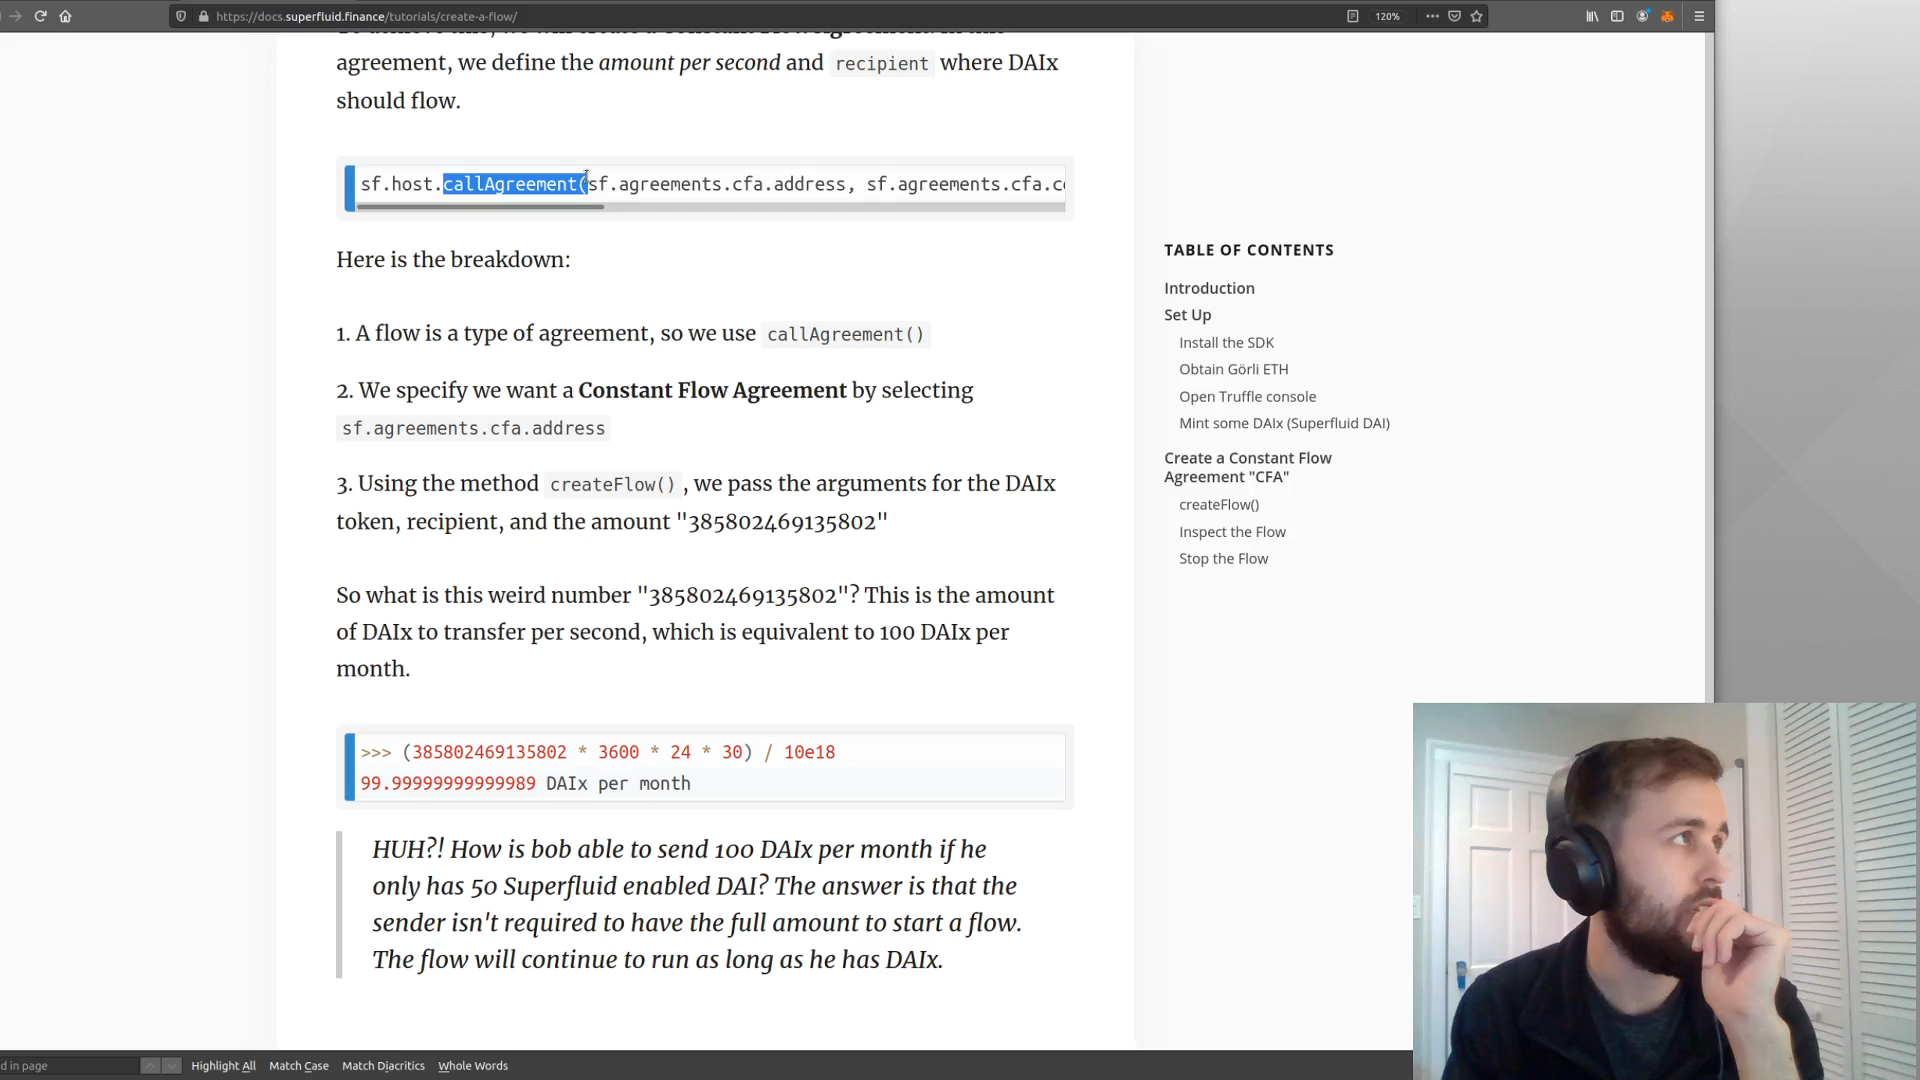 https://docs.superfluid.finance/tutorials/create-a-flow/
120%
agreement, we define the amount per second and recipient where DAIx
should flow.
sf.host.callAgreement(sf.agreements.cfa.address, sf.agreements.cfa.co
Here is the breakdown:
1. A flow is a type of agreement, so we use callAgreement()
2. We specify we want a Constant Flow Agreement by selecting
sf.agreements.cfa.address
3. Using the method createFlow() , we pass the arguments for the DAIx
token, recipient, and the amount "385802469135802"
So what is this weird number "385802469135802"? This is the amount
of DAIx to transfer per second, which is equivalent to 100 DAIx per
month.
>>> (385802469135802 * 3600 * 24 * 30) / 10e18
99.99999999999989 DAIx per month
HUH?! How is bob able to send 100 DAIx per month if he
only has 50 Superfluid enabled DAI? The answer is that the
sender isn't required to have the full amount to start a flow.
The flow will continue to run as long as he has DAIx.
TABLE OF CONTENTS
Introduction
Set Up
Install the SDK
Obtain Görli ETH
Open Truffle console
Mint some DAIx (Superfluid DAI)
Create a Constant Flow
Agreement "CFA"
createFlow()
Inspect the Flow
Stop the Flow
d in page
Highlight All
Match Case
Match Diacritics
Whole Words